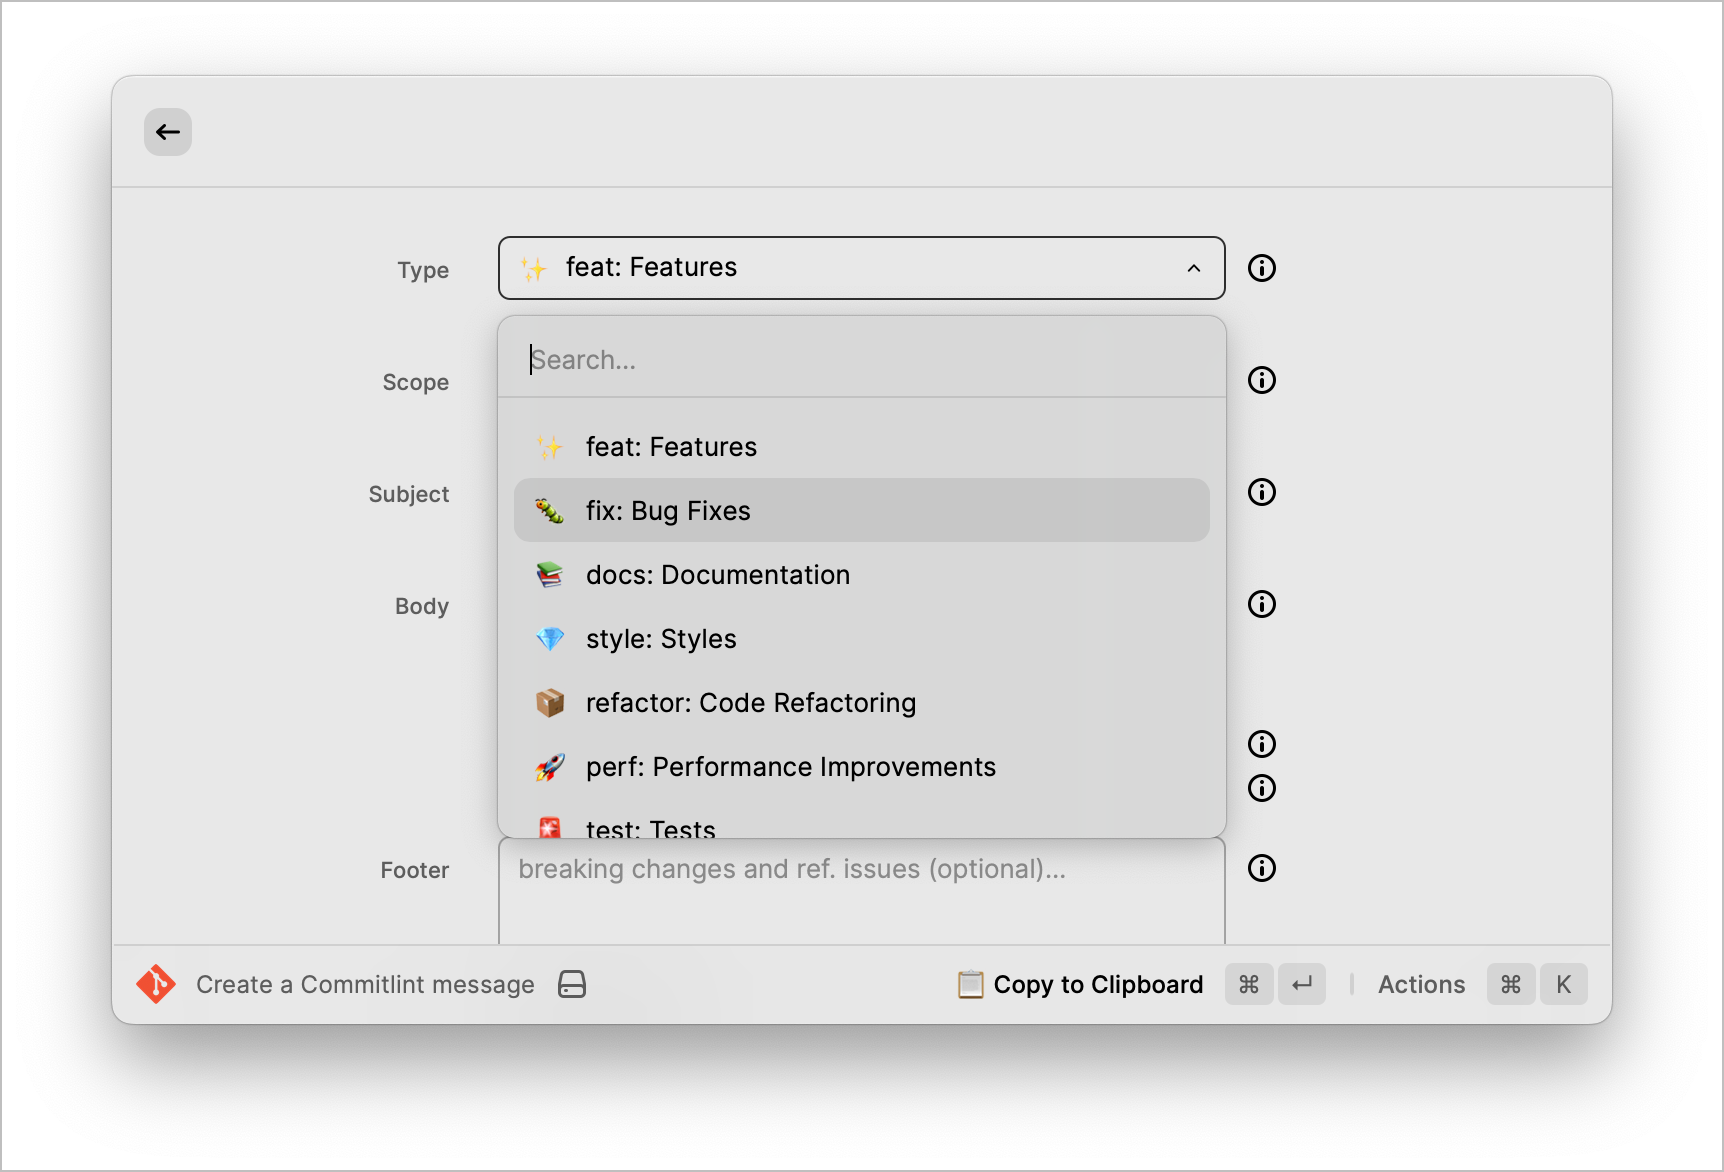 Type
feat: Features
Search...
Scope
feat: Features
Subject
fix: Bug Fixes
docs: Documentation
Body
style: Styles
refactor: Code Refactoring
perf: Performance Improvements
test: Tests
Footer
breaking changes and ref. issues (optional)...
Create a Commitlint message
Copy to Clipboard ⌘ ↵
Actions ⌘ K